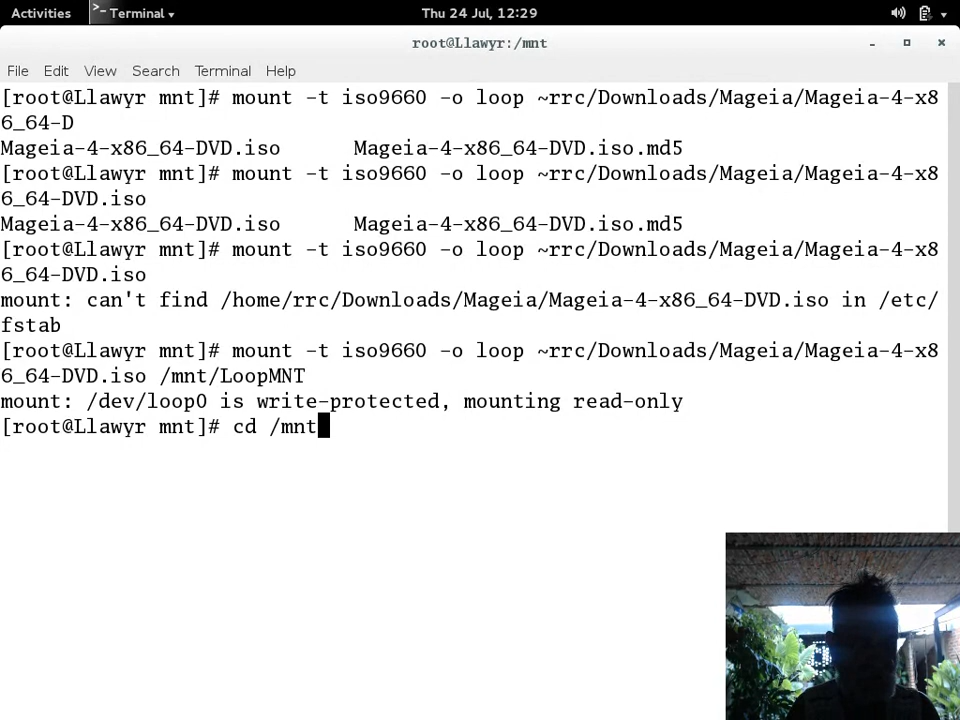 Activities
>_ Terminal
Thu 24 Jul, 12:29
root@Llawyr:/mnt
File Edit View Search Terminal Help
[root@Llawyr mnt]# mount -t iso9660 -o loop ~rrc/Downloads/Mageia/Mageia-4-x8
6_64-D
Mageia-4-x86_64-DVD.iso Mageia-4-x86_64-DVD.iso.md5
[root@Llawyr mnt]# mount -t iso9660 -o loop ~rrc/Downloads/Mageia/Mageia-4-x8
6_64-DVD.iso
Mageia-4-x86_64-DVD.iso Mageia-4-x86_64-DVD.iso.md5
[root@Llawyr mnt]# mount -t iso9660 -o loop ~rrc/Downloads/Mageia/Mageia-4-x8
6_64-DVD.iso
mount: can't find /home/rrc/Downloads/Mageia/Mageia-4-x86_64-DVD.iso in /etc/
fstab
[root@Llawyr mnt]# mount -t iso9660 -o loop ~rrc/Downloads/Mageia/Mageia-4-x8
6_64-DVD.iso /mnt/LoopMNT
mount: /dev/loop0 is write-protected, mounting read-only
[root@Llawyr mnt]# cd /mnt